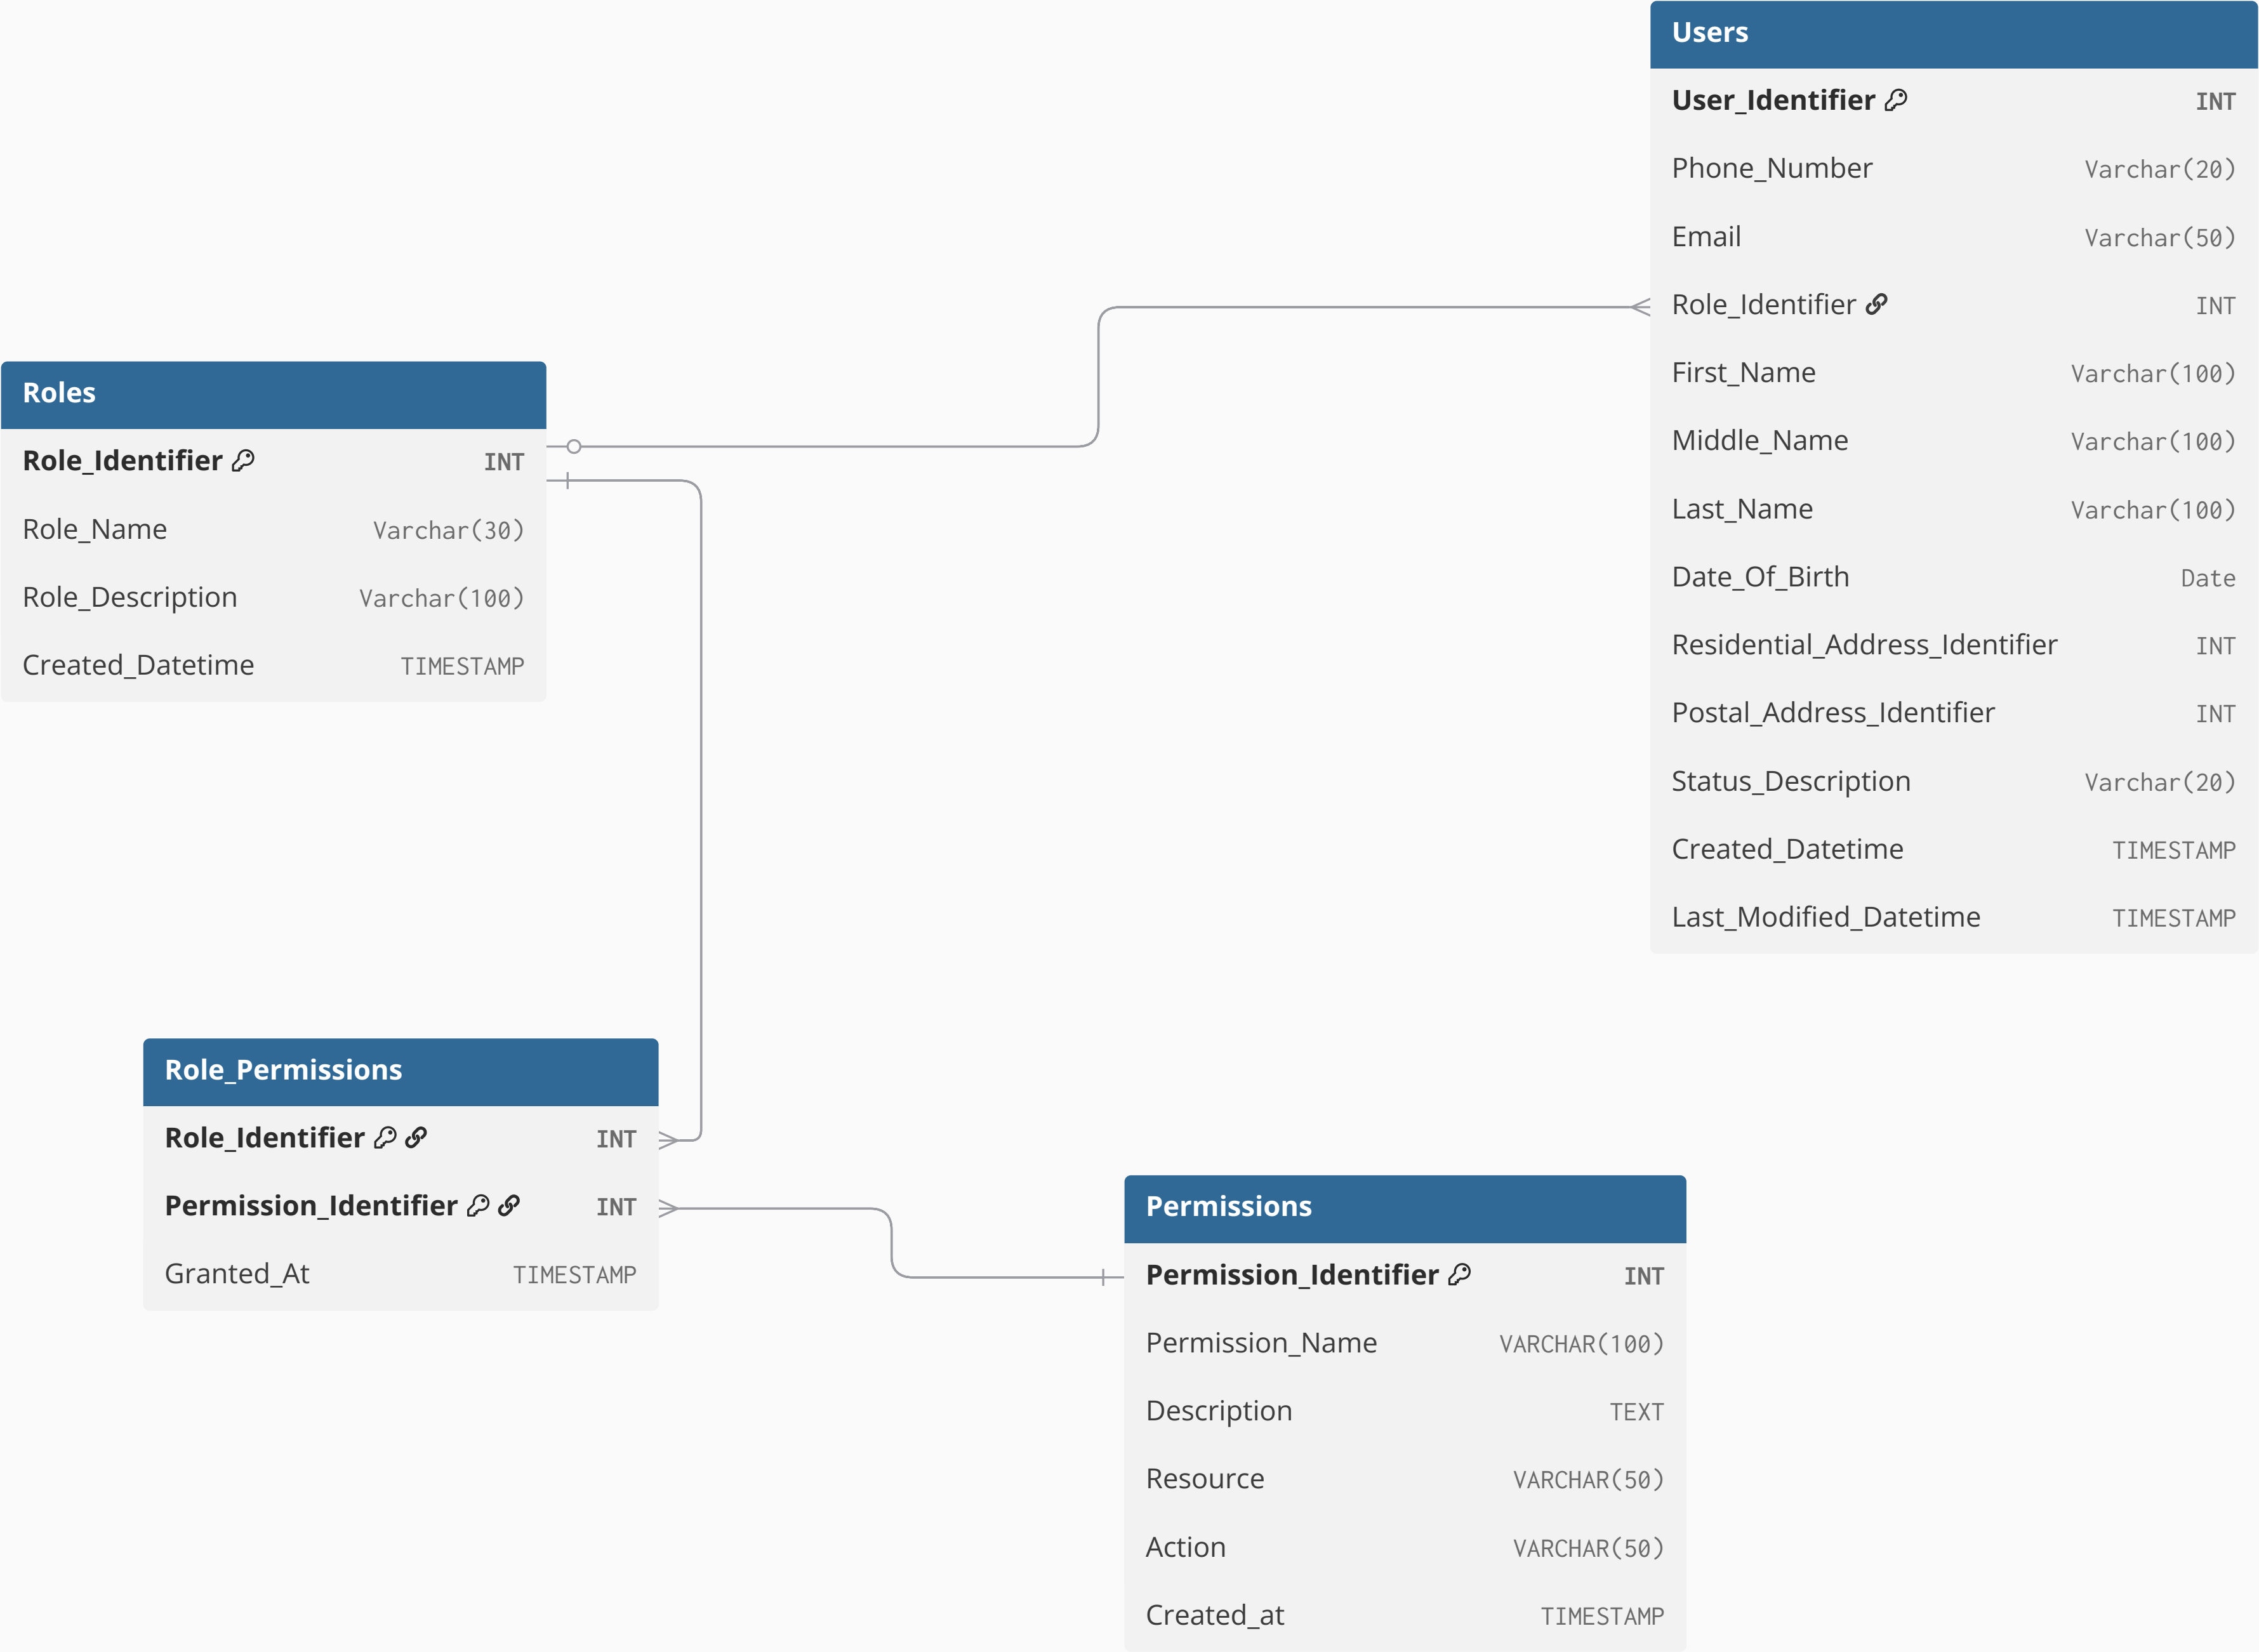 Users
User_Identifier INT
Phone_Number Varchar(20)
Email Varchar(50)
Role_Identifier INT
First_Name Varchar(100)
Middle_Name Varchar(100)
Last_Name Varchar(100)
Date_Of_Birth Date
Residential_Address_Identifier INT
Postal_Address_Identifier INT
Status_Description Varchar(20)
Created_Datetime TIMESTAMP
Last_Modified_Datetime TIMESTAMP
Roles
Role_Identifier INT
Role_Name Varchar(30)
Role_Description Varchar(100)
Created_Datetime TIMESTAMP
Role_Permissions
Role_Identifier INT
Permission_Identifier INT
Granted_At TIMESTAMP
Permissions
Permission_Identifier INT
Permission_Name VARCHAR(100)
Description TEXT
Resource VARCHAR(50)
Action VARCHAR(50)
Created_at TIMESTAMP